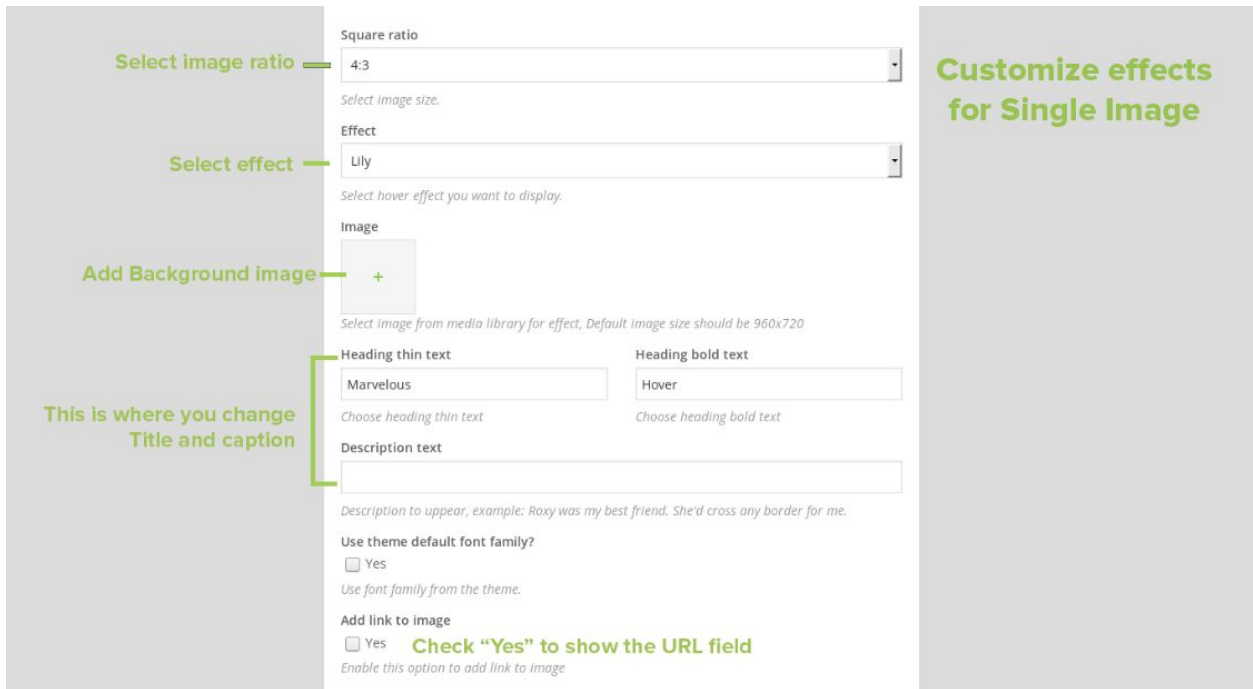 Customize effects
for Single Image
Select image ratio
Square ratio
4:3
Select image size.
Select effect
Effect
Lily
Select hover effect you want to display.
Add Background image
Image
+
Select image from media library for effect, Default image size should be 960x720
This is where you change
Title and caption
Heading thin text
Heading bold text
Marvelous
Hover
Choose heading thin text
Choose heading bold text
Description text
Description to uppear, example: Roxy was my best friend. She'd cross any border for me.
Use theme default font family?
Yes
Use font family from the theme.
Add link to image
Yes
Check “Yes” to show the URL field
Enable this option to add link to image